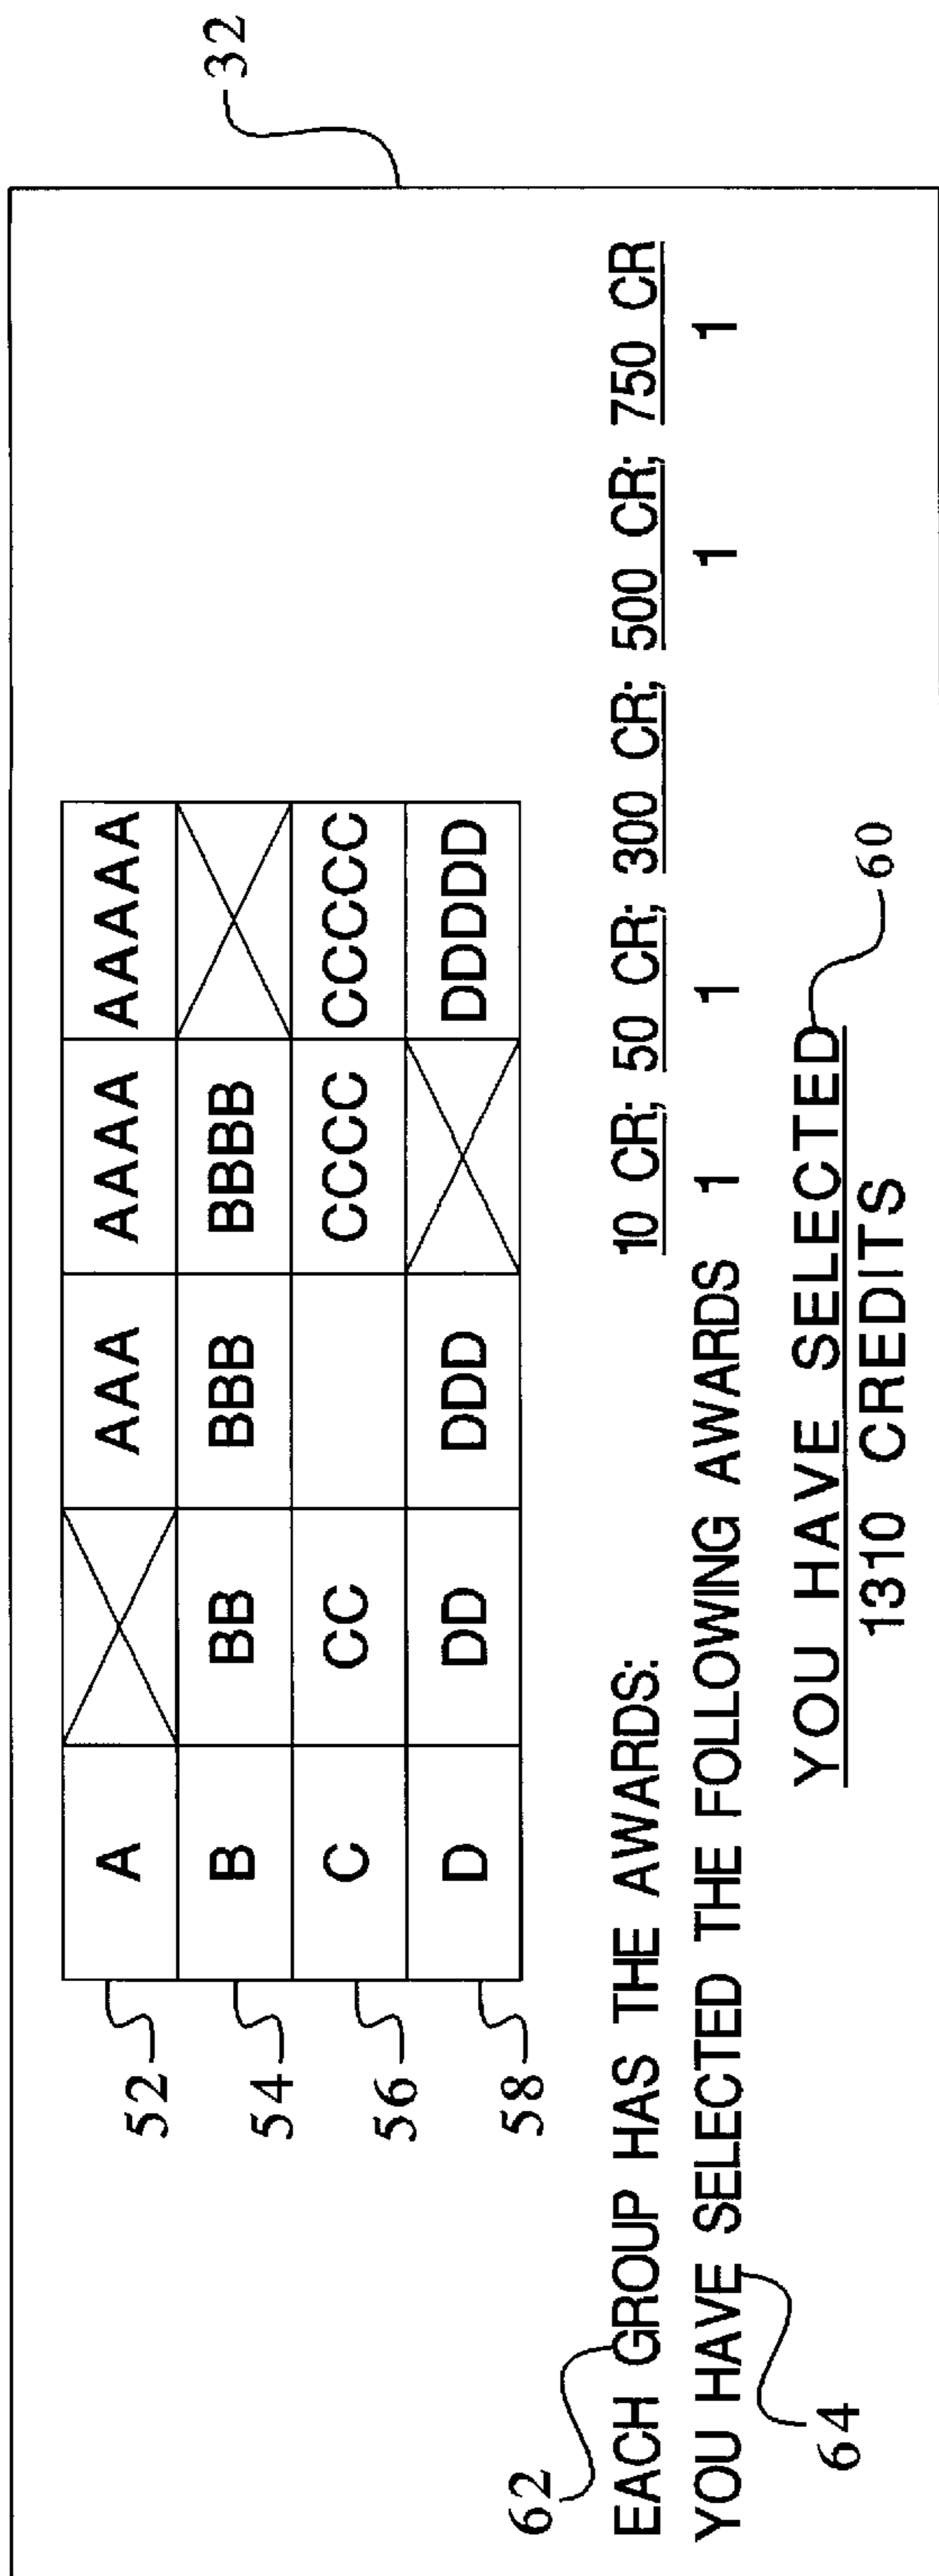 32
52 A AAA AAAA AAAAA
54 B BB BBB BBBB
56 C CC CCCC CCCCC
58 D DD DDD DDDDD
62
EACH GROUP HAS THE AWARDS: 10 CR; 50 CR; 300 CR; 500 CR; 750 CR
YOU HAVE SELECTED THE FOLLOWING AWARDS 1 1 1 1
64
YOU HAVE SELECTED 60
1310 CREDITS